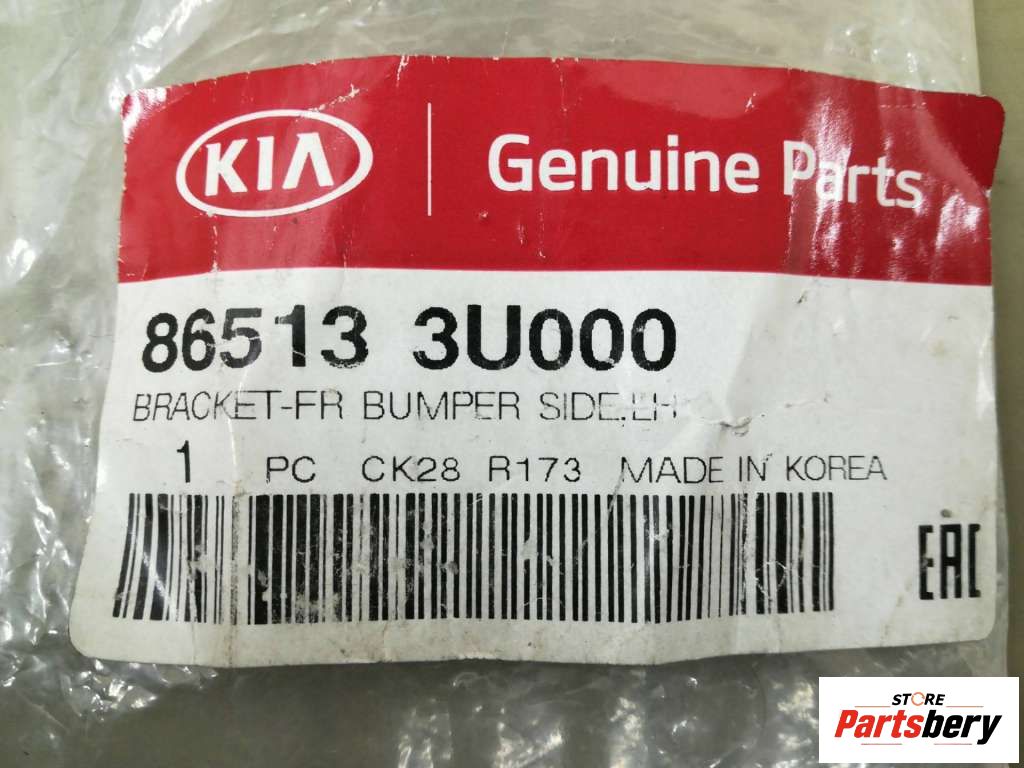 KIA Genuine Parts
86513 3U000
BRACKET-FR BUMPER SIDE,LH
1 PC CK28 R173 MADE IN KOREA
EAC
STORE
Partsbery